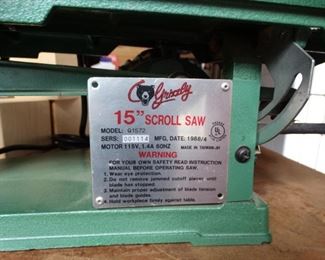 Grizzly
15" SCROLL SAW
MODEL: G1572
SER#: 001114 MFG. DATE: 1988/4
MOTOR 115V, 1.4A 60HZ MADE IN TAIWAN
WARNING
FOR YOUR OWN SAFETY READ INSTRUCTION
MANUAL BEFORE OPERATING SAW.
1. Wear eye protection.
2. Do not remove jammed cutoff pieces until
blade has stopped.
3. Maintain proper adjustment of blade tension
and blade guides.
4. Hold workpiece firmly against table.